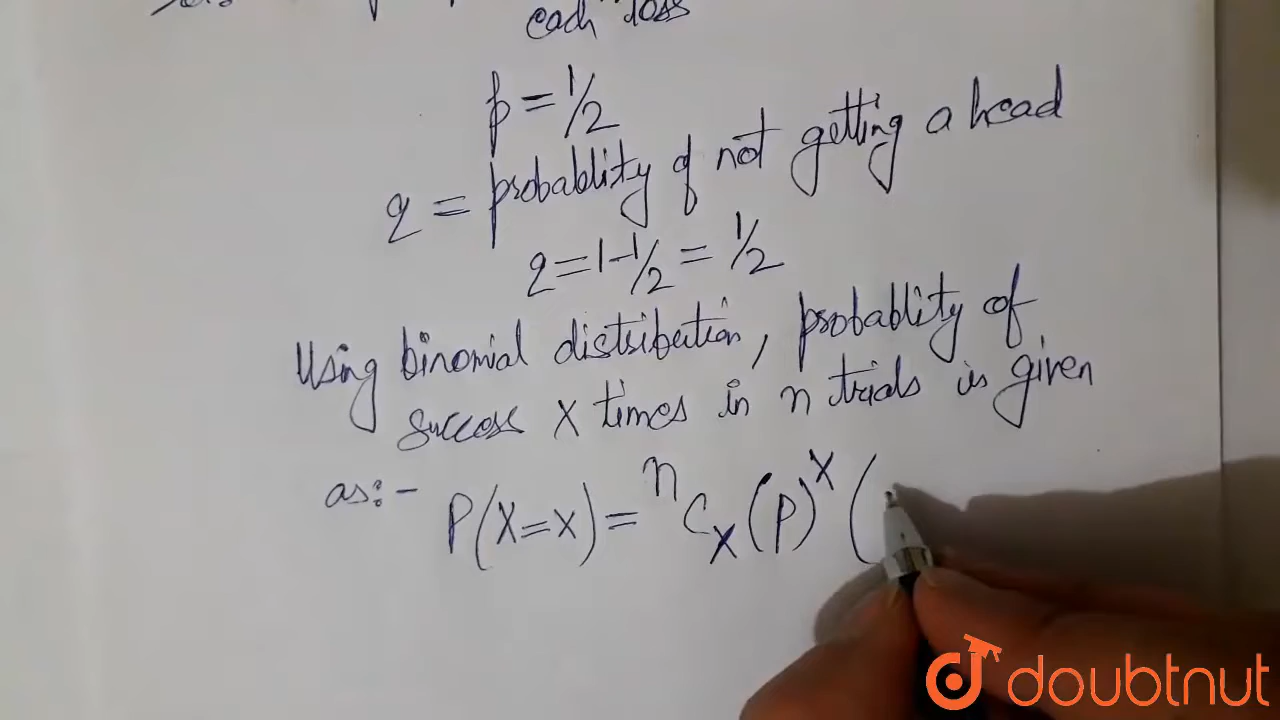 each toss
p = 1/2
q = probablity of not getting a head
q = 1 - 1/2 = 1/2
Using binomial distribution, probablity of
success x times in n trials is given
as:- P(X=x) = ⁿCₓ (p)ˣ (
doubtnut